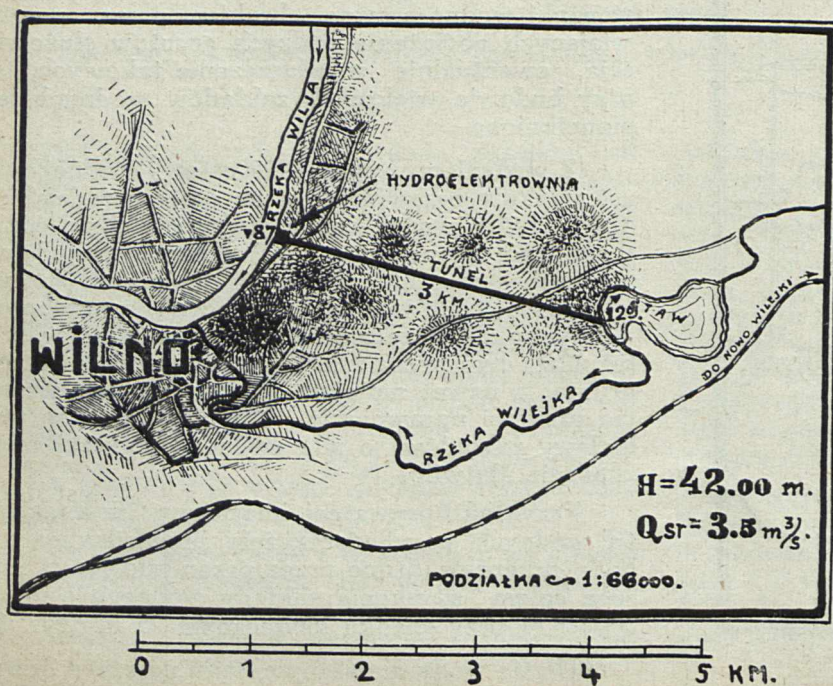 RZEKA WILJA
HYDROELEKTROWNIA
▾87
TUNEL
3 KM.
STAW
WILNO
DO NOWO WILEJKI
RZEKA WILEJKA
H=42.00 m.
Qsr=3.5 m³/s.
PODZIAŁKA ∽ 1:66000.
0 1 2 3 4 5 KM.